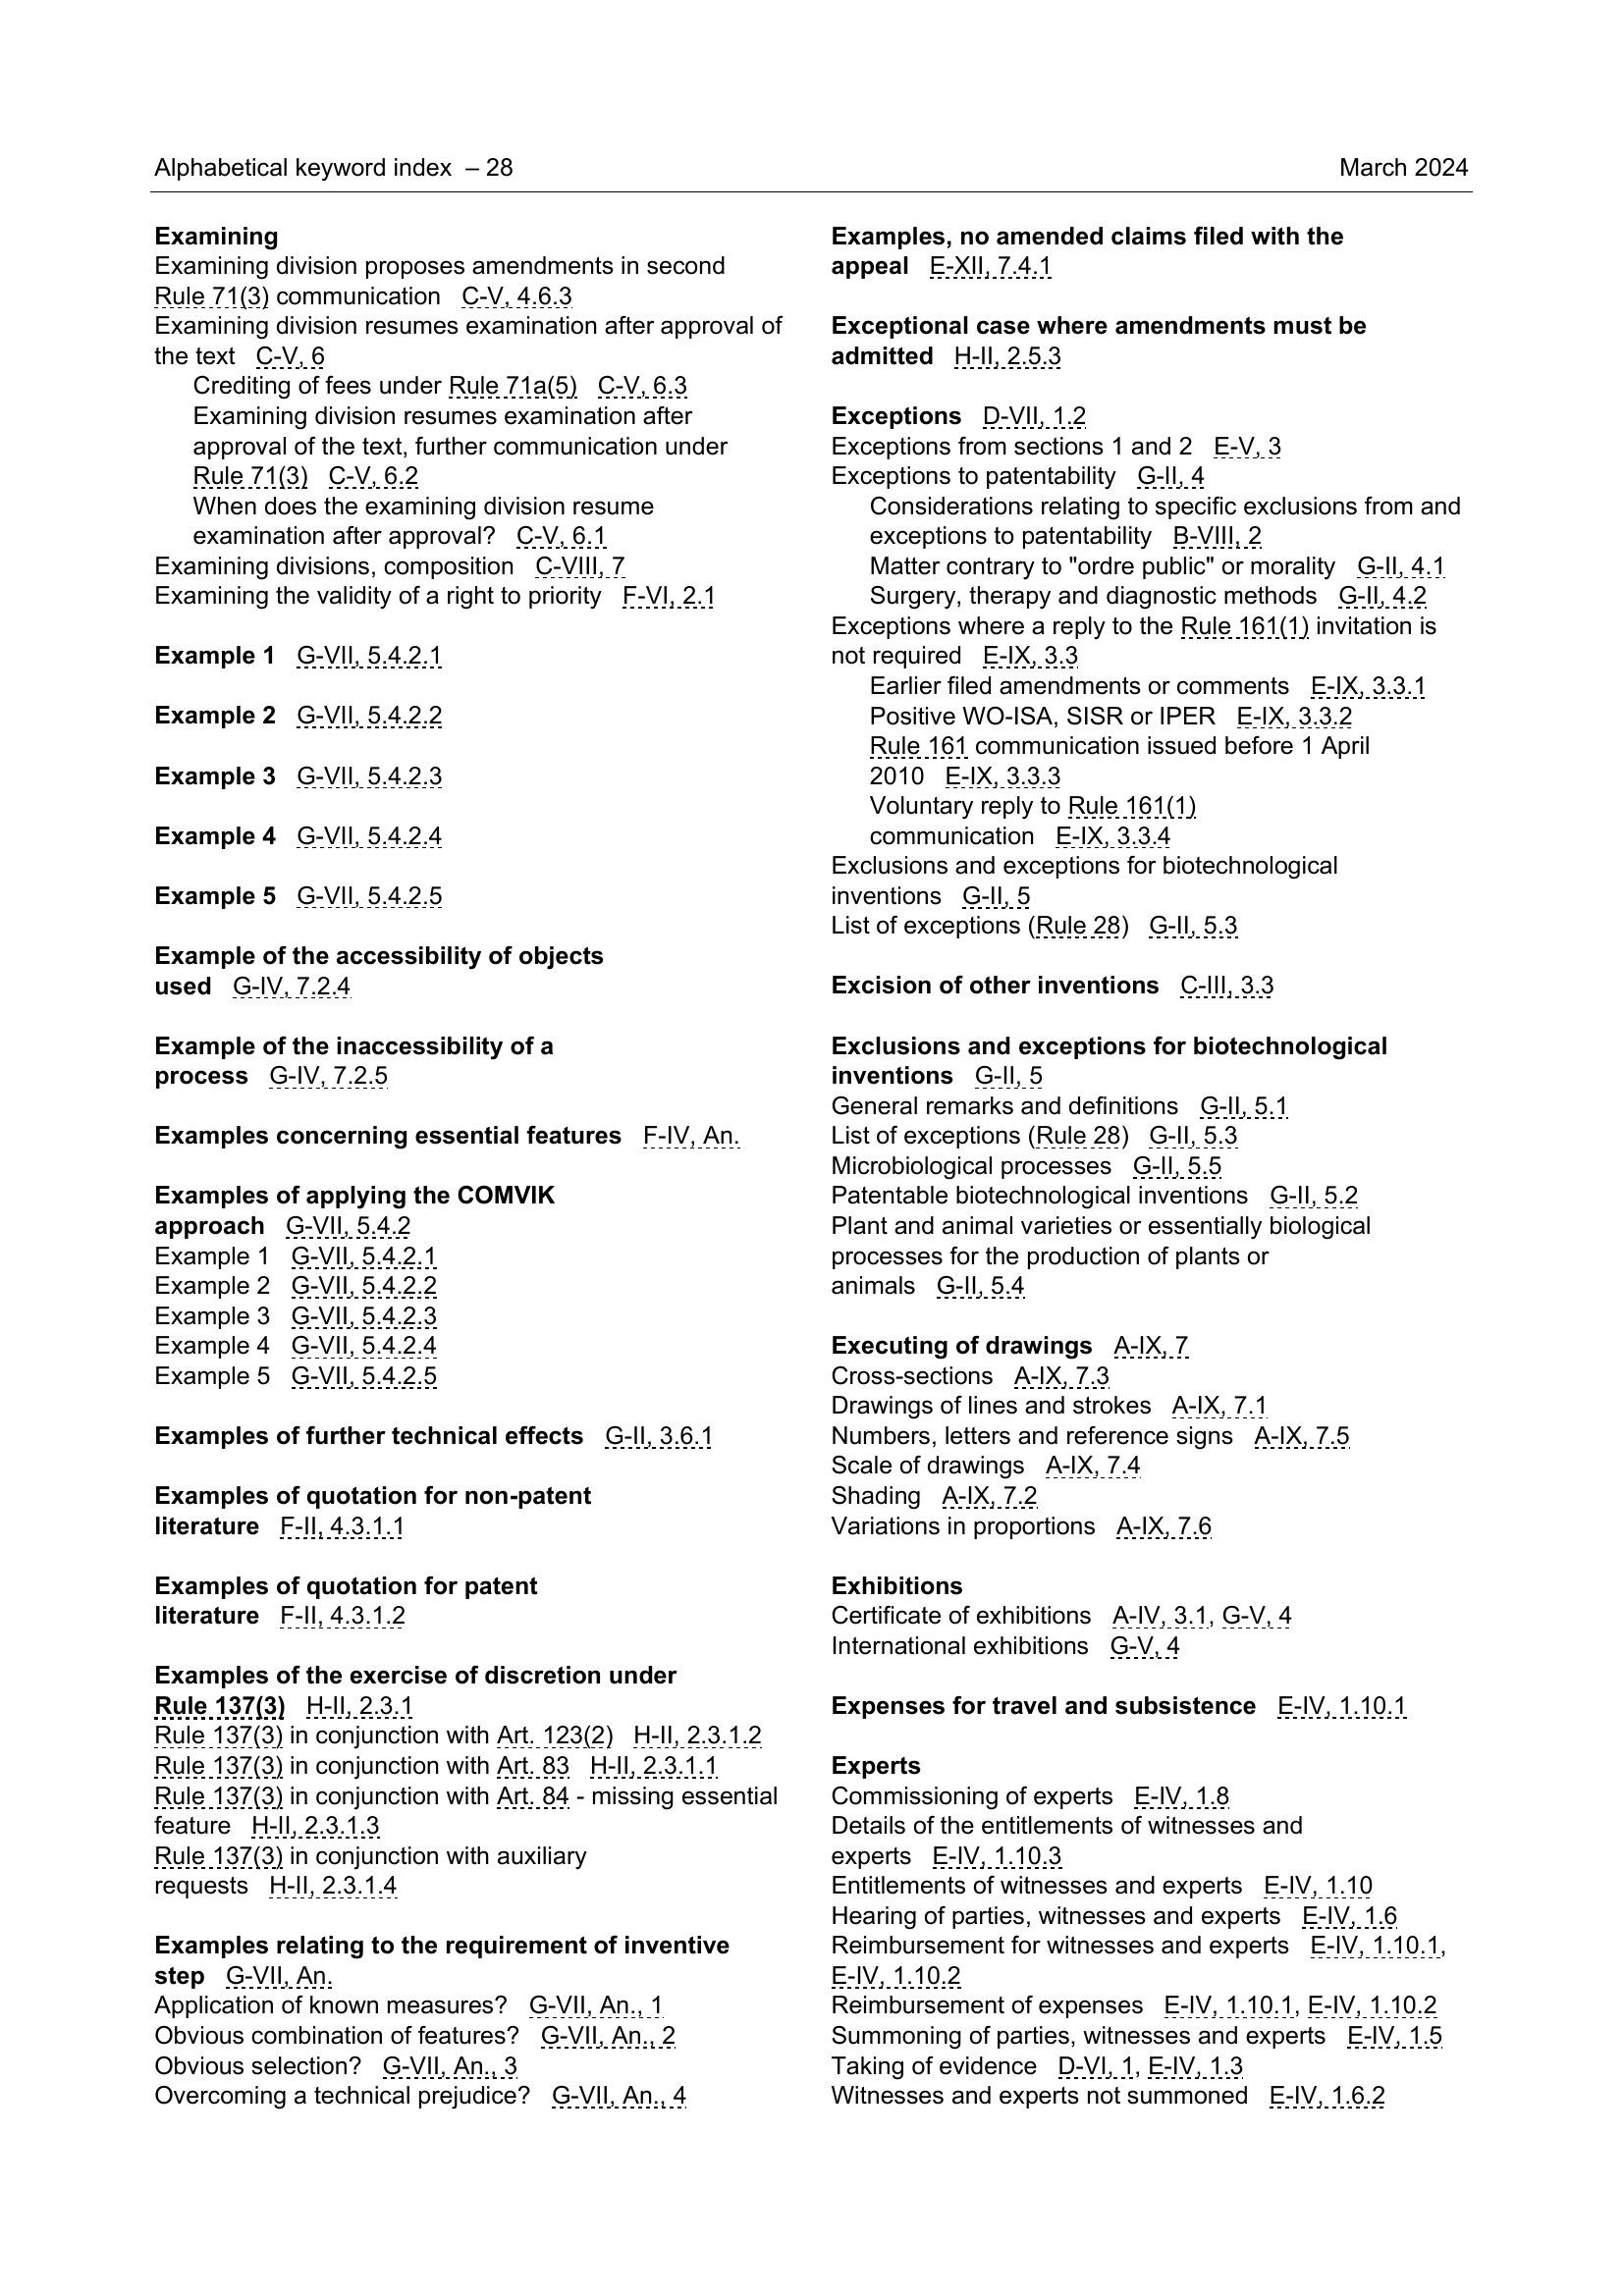 Alphabetical keyword index – 28
March 2024
Examining
Examining division proposes amendments in second
Rule 71(3) communication C-V, 4.6.3
Examining division resumes examination after approval of
the text C-V, 6
Crediting of fees under Rule 71a(5) C-V, 6.3
Examining division resumes examination after
approval of the text, further communication under
Rule 71(3) C-V, 6.2
When does the examining division resume
examination after approval? C-V, 6.1
Examining divisions, composition C-VIII, 7
Examining the validity of a right to priority F-VI, 2.1
Example 1 G-VII, 5.4.2.1
Example 2 G-VII, 5.4.2.2
Example 3 G-VII, 5.4.2.3
Example 4 G-VII, 5.4.2.4
Example 5 G-VII, 5.4.2.5
Example of the accessibility of objects
used G-IV, 7.2.4
Example of the inaccessibility of a
process G-IV, 7.2.5
Examples concerning essential features F-IV, An.
Examples of applying the COMVIK
approach G-VII, 5.4.2
Example 1 G-VII, 5.4.2.1
Example 2 G-VII, 5.4.2.2
Example 3 G-VII, 5.4.2.3
Example 4 G-VII, 5.4.2.4
Example 5 G-VII, 5.4.2.5
Examples of further technical effects G-II, 3.6.1
Examples of quotation for non-patent
literature F-II, 4.3.1.1
Examples of quotation for patent
literature F-II, 4.3.1.2
Examples of the exercise of discretion under
Rule 137(3) H-II, 2.3.1
Rule 137(3) in conjunction with Art. 123(2) H-II, 2.3.1.2
Rule 137(3) in conjunction with Art. 83 H-II, 2.3.1.1
Rule 137(3) in conjunction with Art. 84 - missing essential
feature H-II, 2.3.1.3
Rule 137(3) in conjunction with auxiliary
requests H-II, 2.3.1.4
Examples relating to the requirement of inventive
step G-VII, An.
Application of known measures? G-VII, An., 1
Obvious combination of features? G-VII, An., 2
Obvious selection? G-VII, An., 3
Overcoming a technical prejudice? G-VII, An., 4
Examples, no amended claims filed with the
appeal E-XII, 7.4.1
Exceptional case where amendments must be
admitted H-II, 2.5.3
Exceptions D-VII, 1.2
Exceptions from sections 1 and 2 E-V, 3
Exceptions to patentability G-II, 4
Considerations relating to specific exclusions from and
exceptions to patentability B-VIII, 2
Matter contrary to "ordre public" or morality G-II, 4.1
Surgery, therapy and diagnostic methods G-II, 4.2
Exceptions where a reply to the Rule 161(1) invitation is
not required E-IX, 3.3
Earlier filed amendments or comments E-IX, 3.3.1
Positive WO-ISA, SISR or IPER E-IX, 3.3.2
Rule 161 communication issued before 1 April
2010 E-IX, 3.3.3
Voluntary reply to Rule 161(1)
communication E-IX, 3.3.4
Exclusions and exceptions for biotechnological
inventions G-II, 5
List of exceptions (Rule 28) G-II, 5.3
Excision of other inventions C-III, 3.3
Exclusions and exceptions for biotechnological
inventions G-II, 5
General remarks and definitions G-II, 5.1
List of exceptions (Rule 28) G-II, 5.3
Microbiological processes G-II, 5.5
Patentable biotechnological inventions G-II, 5.2
Plant and animal varieties or essentially biological
processes for the production of plants or
animals G-II, 5.4
Executing of drawings A-IX, 7
Cross-sections A-IX, 7.3
Drawings of lines and strokes A-IX, 7.1
Numbers, letters and reference signs A-IX, 7.5
Scale of drawings A-IX, 7.4
Shading A-IX, 7.2
Variations in proportions A-IX, 7.6
Exhibitions
Certificate of exhibitions A-IV, 3.1, G-V, 4
International exhibitions G-V, 4
Expenses for travel and subsistence E-IV, 1.10.1
Experts
Commissioning of experts E-IV, 1.8
Details of the entitlements of witnesses and
experts E-IV, 1.10.3
Entitlements of witnesses and experts E-IV, 1.10
Hearing of parties, witnesses and experts E-IV, 1.6
Reimbursement for witnesses and experts E-IV, 1.10.1,
E-IV, 1.10.2
Reimbursement of expenses E-IV, 1.10.1, E-IV, 1.10.2
Summoning of parties, witnesses and experts E-IV, 1.5
Taking of evidence D-VI, 1, E-IV, 1.3
Witnesses and experts not summoned E-IV, 1.6.2